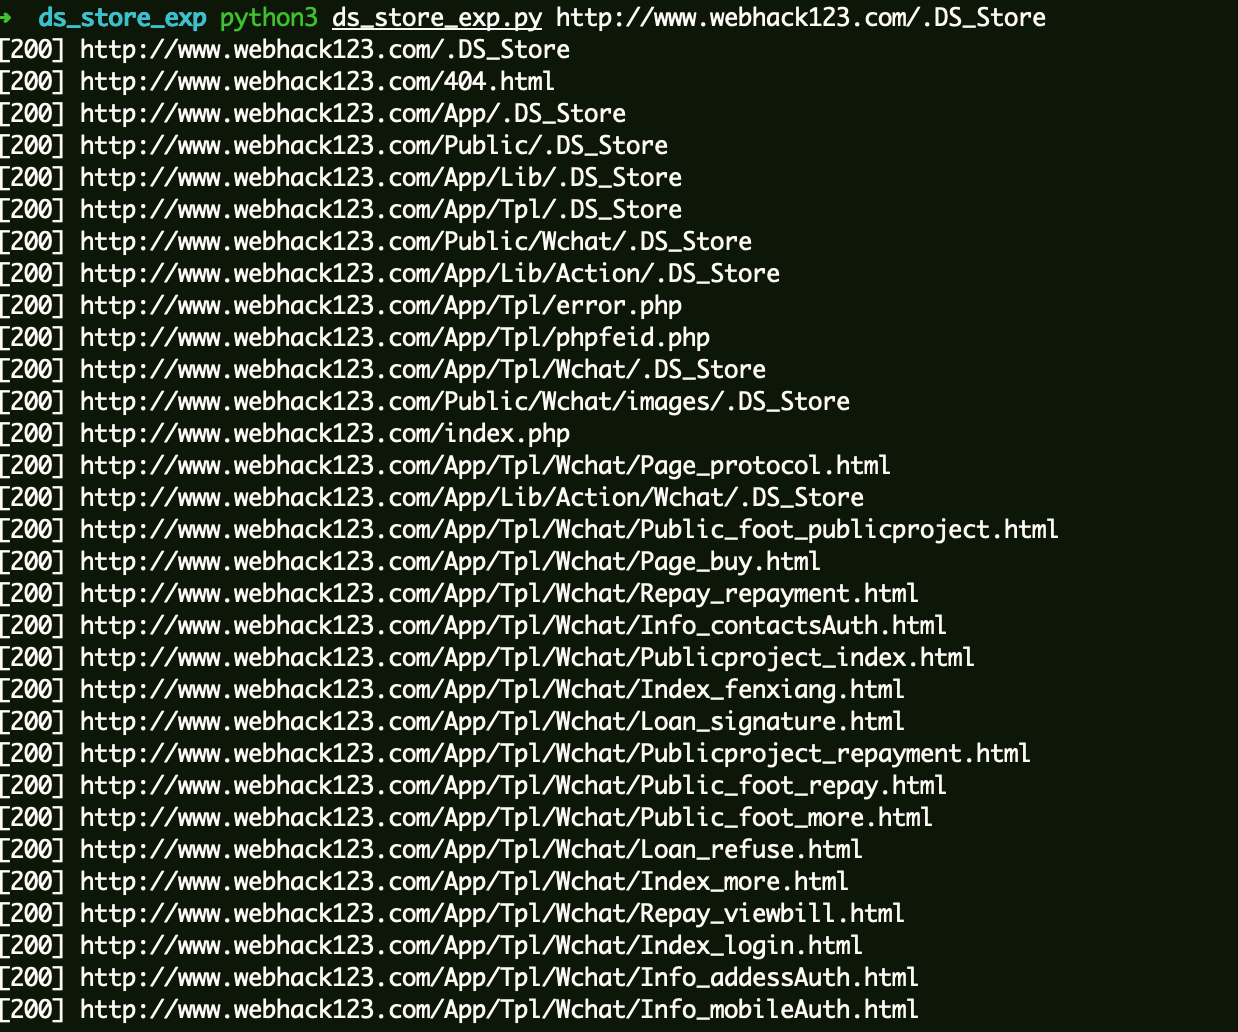 ➜  ds_store_exp python3 ds_store_exp.py http://www.webhack123.com/.DS_Store
[200] http://www.webhack123.com/.DS_Store
[200] http://www.webhack123.com/404.html
[200] http://www.webhack123.com/App/.DS_Store
[200] http://www.webhack123.com/Public/.DS_Store
[200] http://www.webhack123.com/App/Lib/.DS_Store
[200] http://www.webhack123.com/App/Tpl/.DS_Store
[200] http://www.webhack123.com/Public/Wchat/.DS_Store
[200] http://www.webhack123.com/App/Lib/Action/.DS_Store
[200] http://www.webhack123.com/App/Tpl/error.php
[200] http://www.webhack123.com/App/Tpl/phpfeid.php
[200] http://www.webhack123.com/App/Tpl/Wchat/.DS_Store
[200] http://www.webhack123.com/Public/Wchat/images/.DS_Store
[200] http://www.webhack123.com/index.php
[200] http://www.webhack123.com/App/Tpl/Wchat/Page_protocol.html
[200] http://www.webhack123.com/App/Lib/Action/Wchat/.DS_Store
[200] http://www.webhack123.com/App/Tpl/Wchat/Public_foot_publicproject.html
[200] http://www.webhack123.com/App/Tpl/Wchat/Page_buy.html
[200] http://www.webhack123.com/App/Tpl/Wchat/Repay_repayment.html
[200] http://www.webhack123.com/App/Tpl/Wchat/Info_contactsAuth.html
[200] http://www.webhack123.com/App/Tpl/Wchat/Publicproject_index.html
[200] http://www.webhack123.com/App/Tpl/Wchat/Index_fenxiang.html
[200] http://www.webhack123.com/App/Tpl/Wchat/Loan_signature.html
[200] http://www.webhack123.com/App/Tpl/Wchat/Publicproject_repayment.html
[200] http://www.webhack123.com/App/Tpl/Wchat/Public_foot_repay.html
[200] http://www.webhack123.com/App/Tpl/Wchat/Public_foot_more.html
[200] http://www.webhack123.com/App/Tpl/Wchat/Loan_refuse.html
[200] http://www.webhack123.com/App/Tpl/Wchat/Index_more.html
[200] http://www.webhack123.com/App/Tpl/Wchat/Repay_viewbill.html
[200] http://www.webhack123.com/App/Tpl/Wchat/Index_login.html
[200] http://www.webhack123.com/App/Tpl/Wchat/Info_addessAuth.html
[200] http://www.webhack123.com/App/Tpl/Wchat/Info_mobileAuth.html